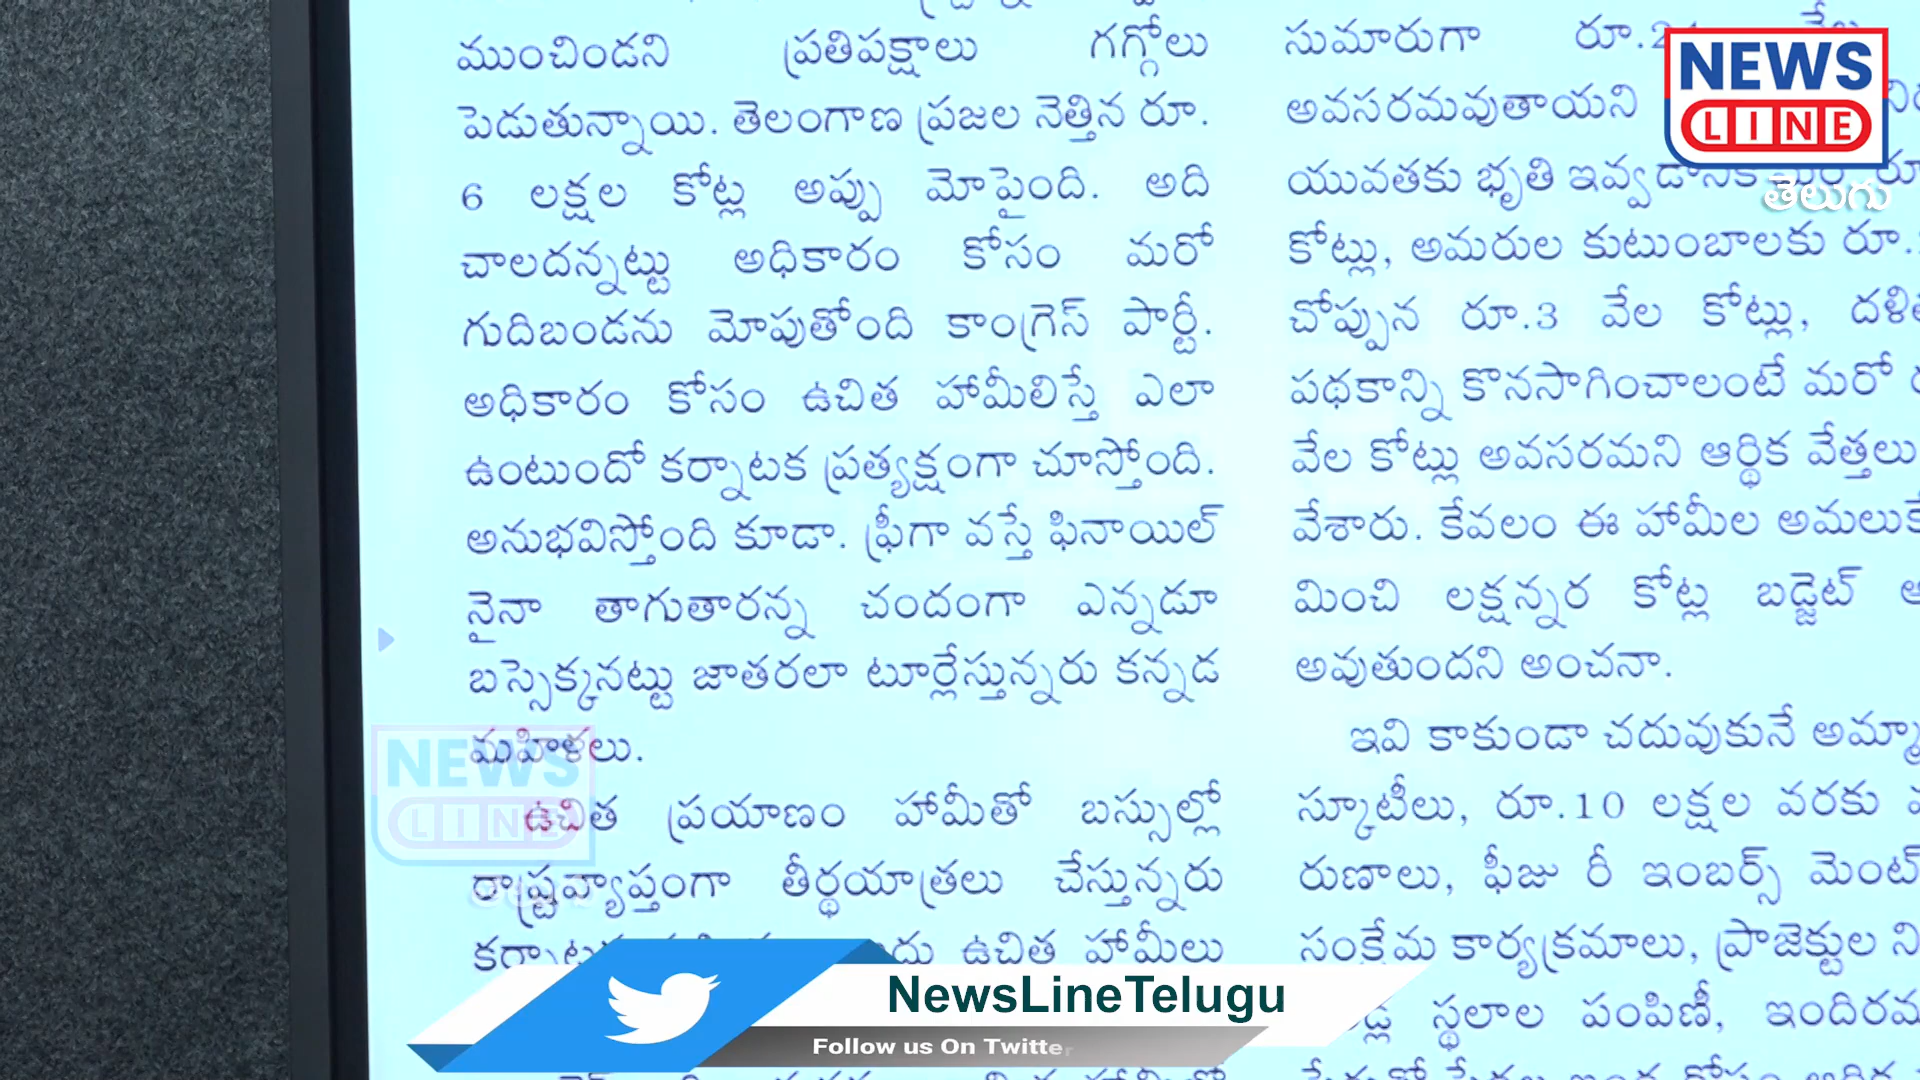 ముంచిండని ప్రతిపక్షాలు గగ్గోలు
పెడుతున్నాయి. తెలంగాణ ప్రజల నెత్తిన రూ.
6 లక్షల కోట్ల అప్పు మోపైంది. అది
చాలదన్నట్టు అధికారం కోసం మరో
గుదిబండను మోపుతోంది కాంగ్రెస్ పార్టీ.
అధికారం కోసం ఉచిత హామీలిస్తే ఎలా
ఉంటుందో కర్నాటక ప్రత్యక్షంగా చూస్తోంది.
అనుభవిస్తోంది కూడా. ఫ్రీగా వస్తే ఫినాయిల్
నైనా తాగుతారన్న చందంగా ఎన్నడూ
బస్సెక్కనట్టు జాతరలా టూర్లేస్తున్నరు కన్నడ
మహిళలు.
ఉచిత ప్రయాణం హామీతో బస్సుల్లో
రాష్ట్రవ్యాప్తంగా తీర్థయాత్రలు చేస్తున్నరు
ఉచిత హామీలు
సుమారుగా రూ.
అవసరమవుతాయని
యువతకు భృతి ఇవ్వడానికి
కోట్లు, అమరుల కుటుంబాలకు రూ.
చోప్పున రూ.3 వేల కోట్లు,
పథకాన్ని కొనసాగించాలంటే మరో
వేల కోట్లు అవసరమని ఆర్థిక వేత్తలు
వేశారు. కేవలం ఈ హామీల
మించి లక్షన్నర కోట్ల బడ్జెట్
అవుతుందని అంచనా.
ఇవి కాకుండా చదువుకునే
స్కూటీలు, రూ.10 లక్షల వరకు
రుణాలు, ఫీజు రీ ఇంబర్స్ మెంట్
సంక్షేమ కార్యక్రమాలు, ప్రాజెక్టుల
స్థలాల పంపిణీ,
NEWS
LINE
తెలుగు
NEWS
LINE
NewsLineTelugu
Follow us On Twitter